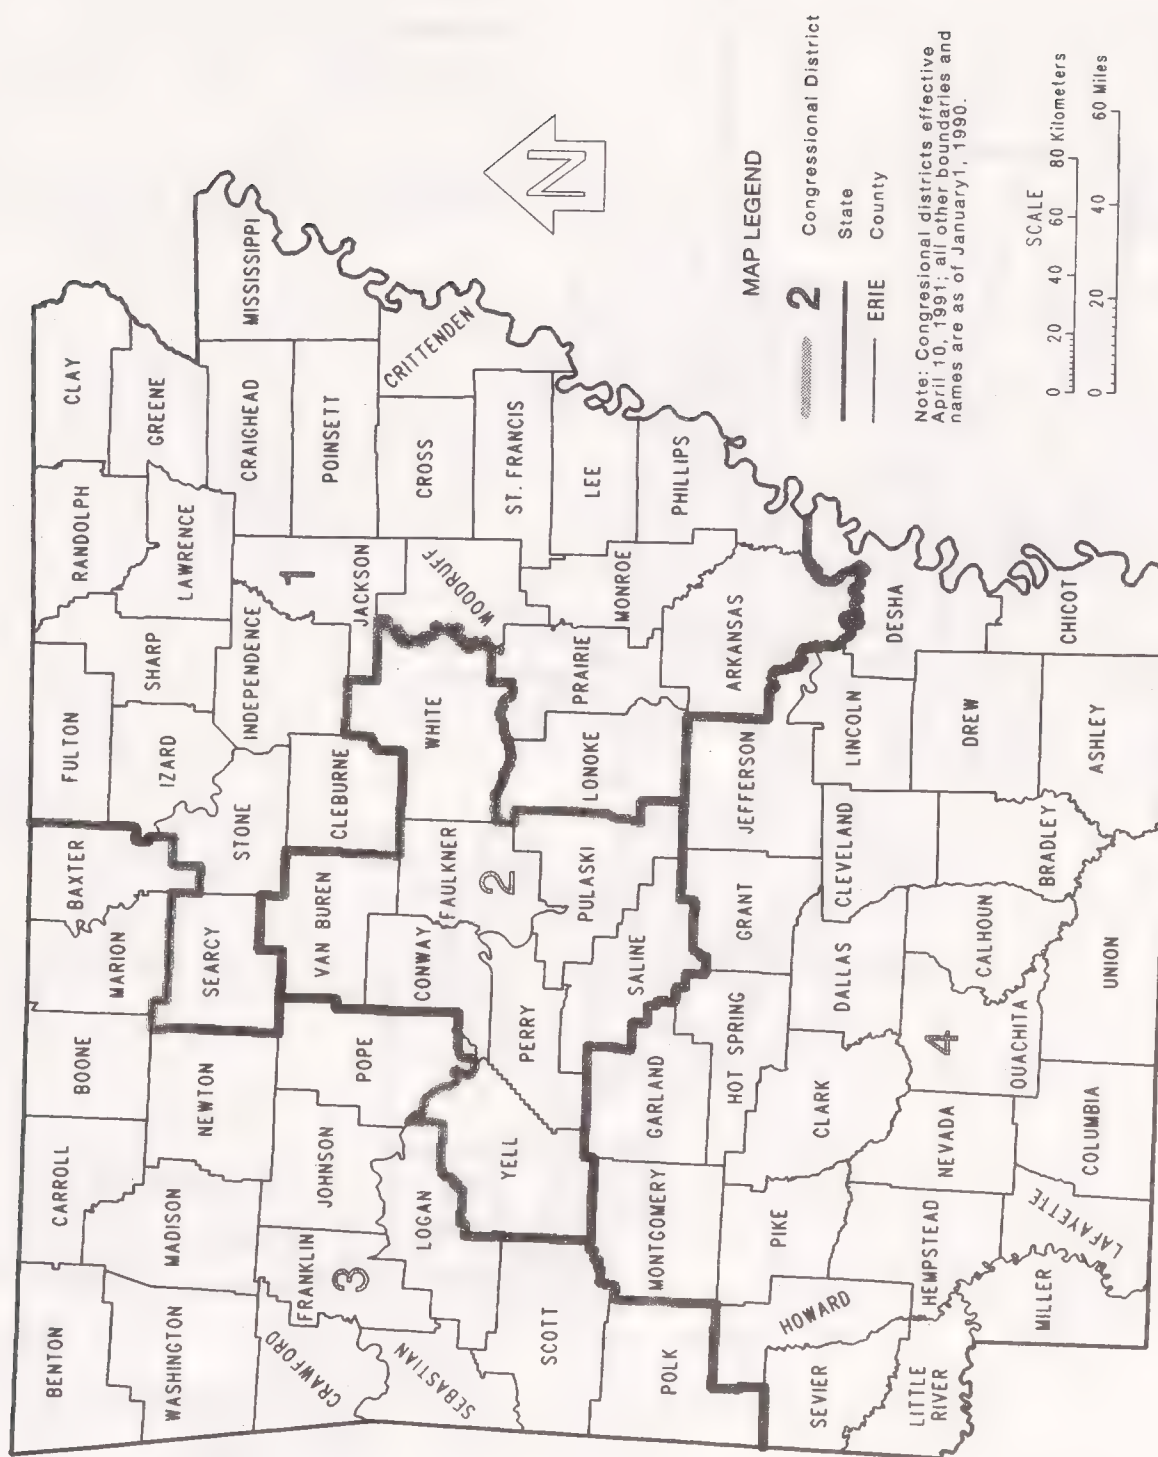 BENTON
CARROLL
BOONE
MARION
BAXTER
FULTON
RANDOLPH
CLAY
WASHINGTON
MADISON
NEWTON
SEARCY
STONE
IZARD
SHARP
LAWRENCE
GREENE
MISSISSIPPI
CRAWFORD
FRANKLIN
3
JOHNSON
POPE
VAN BUREN
CLEBURNE
INDEPENDENCE
1
JACKSON
CRAIGHEAD
POINSETT
SEBASTIAN
LOGAN
CONWAY
FAULKNER
2
WHITE
WOODRUFF
CROSS
CRITTENDEN
SCOTT
YELL
PERRY
PULASKI
LONOKE
PRAIRIE
MONROE
ST. FRANCIS
LEE
PHILLIPS
POLK
MONTGOMERY
GARLAND
SALINE
HOT SPRING
GRANT
JEFFERSON
ARKANSAS
SEVIER
HOWARD
PIKE
CLARK
DALLAS
CLEVELAND
LINCOLN
DESHA
LITTLE
RIVER
HEMPSTEAD
NEVADA
4
OUACHITA
CALHOUN
BRADLEY
DREW
CHICOT
MILLER
LAFAYETTE
COLUMBIA
UNION
ASHLEY
N
MAP LEGEND
2 Congressional District
State
ERIE County
Note: Congresional districts effective
April 10, 1991; all other boundaries and
names are as of January1, 1990.
SCALE
0 20 40 60 80 Kilometers
0 20 40 60 Miles